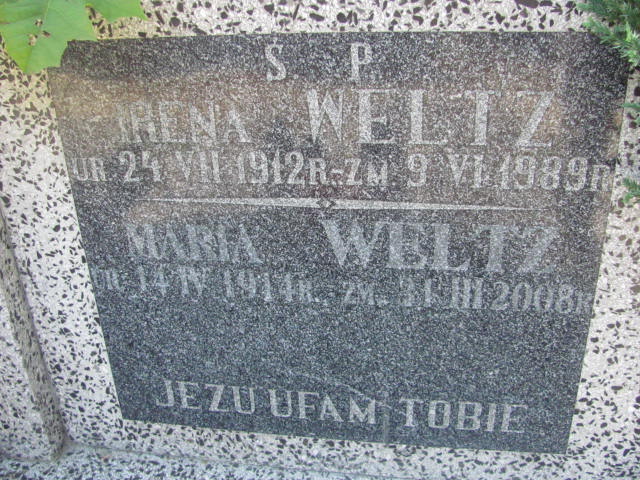 S P
IRENA WELTZ
UR 24 VII 1912R.-ZM. 9 VI 1989R
MARIA WELTZ
UR 14 IV 1914R. ZM. 31 III 2008R
JEZU UFAM TOBIE